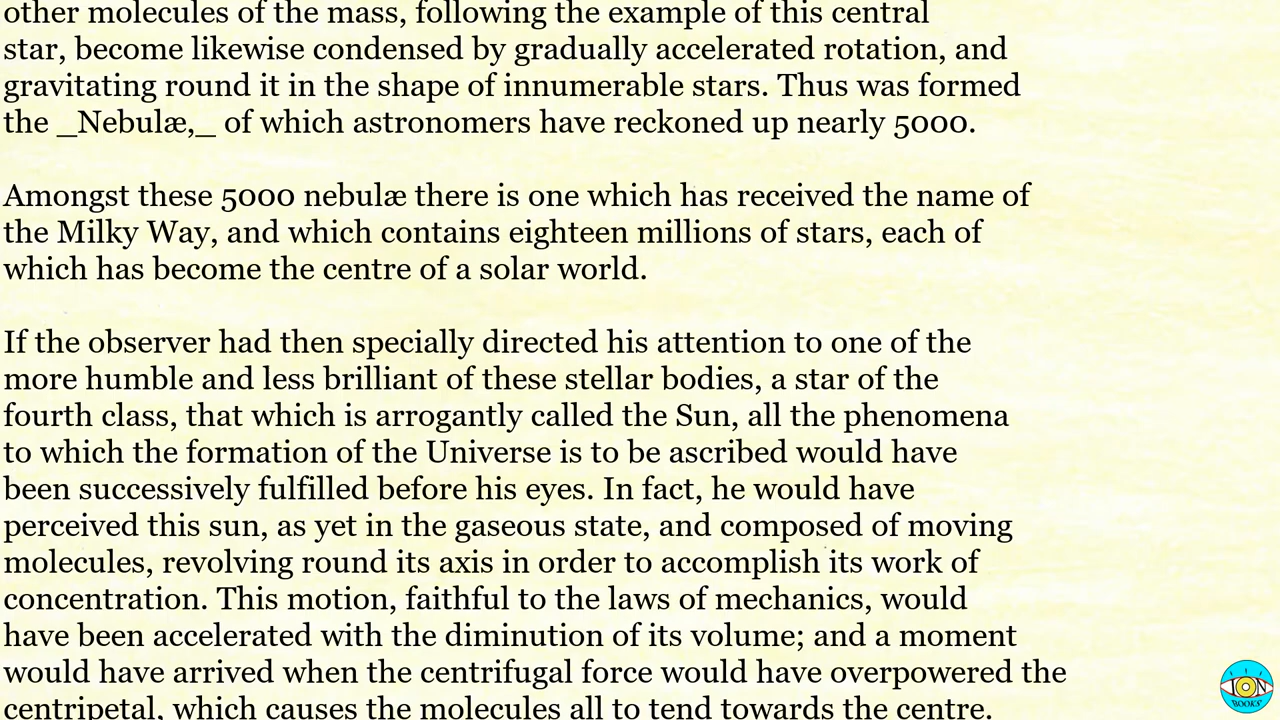 other molecules of the mass, following the example of this central
star, become likewise condensed by gradually accelerated rotation, and
gravitating round it in the shape of innumerable stars. Thus was formed
the _Nebulæ,_ of which astronomers have reckoned up nearly 5000.
Amongst these 5000 nebulæ there is one which has received the name of
the Milky Way, and which contains eighteen millions of stars, each of
which has become the centre of a solar world.
If the observer had then specially directed his attention to one of the
more humble and less brilliant of these stellar bodies, a star of the
fourth class, that which is arrogantly called the Sun, all the phenomena
to which the formation of the Universe is to be ascribed would have
been successively fulfilled before his eyes. In fact, he would have
perceived this sun, as yet in the gaseous state, and composed of moving
molecules, revolving round its axis in order to accomplish its work of
concentration. This motion, faithful to the laws of mechanics, would
have been accelerated with the diminution of its volume; and a moment
would have arrived when the centrifugal force would have overpowered the
centripetal, which causes the molecules all to tend towards the centre.
ION
BOOKS